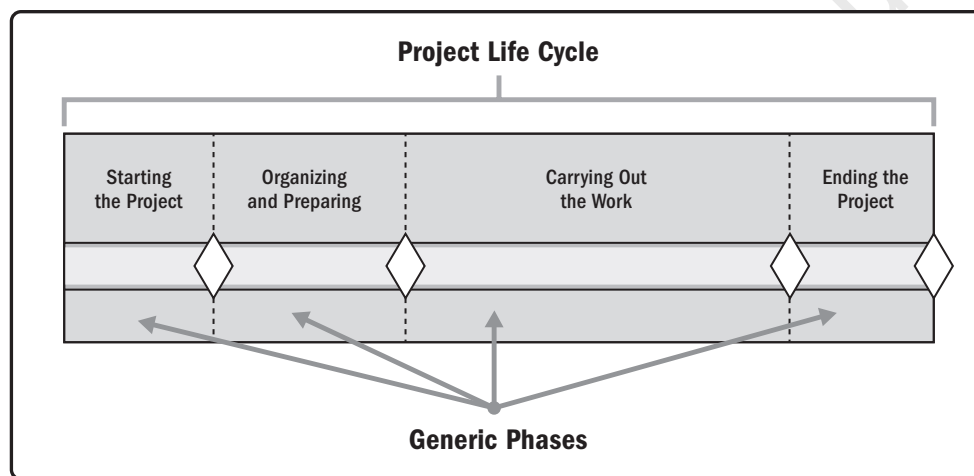 Project Life Cycle
Starting
the Project
Organizing
and Preparing
Carrying Out
the Work
Ending the
Project
Generic Phases